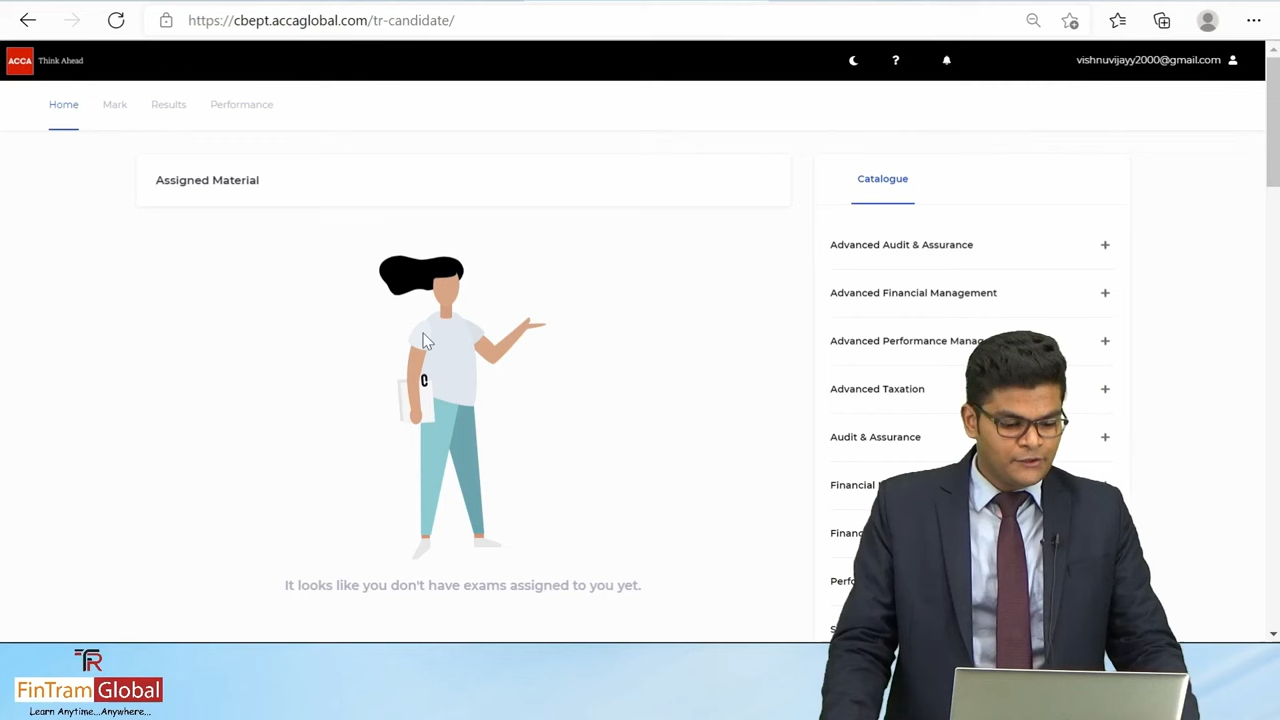 https://cbept.accaglobal.com/tr-candidate/
ACCA Think Ahead
vishnuvijayy2000@gmail.com
Home Mark Results Performance
Assigned Material
Catalogue
Advanced Audit & Assurance
Advanced Financial Management
Advanced Performance Manag
Advanced Taxation
Audit & Assurance
Financial
Financ
Perfo
It looks like you don't have exams assigned to you yet.
TR
FinTram Global
Learn Anytime...Anywhere...